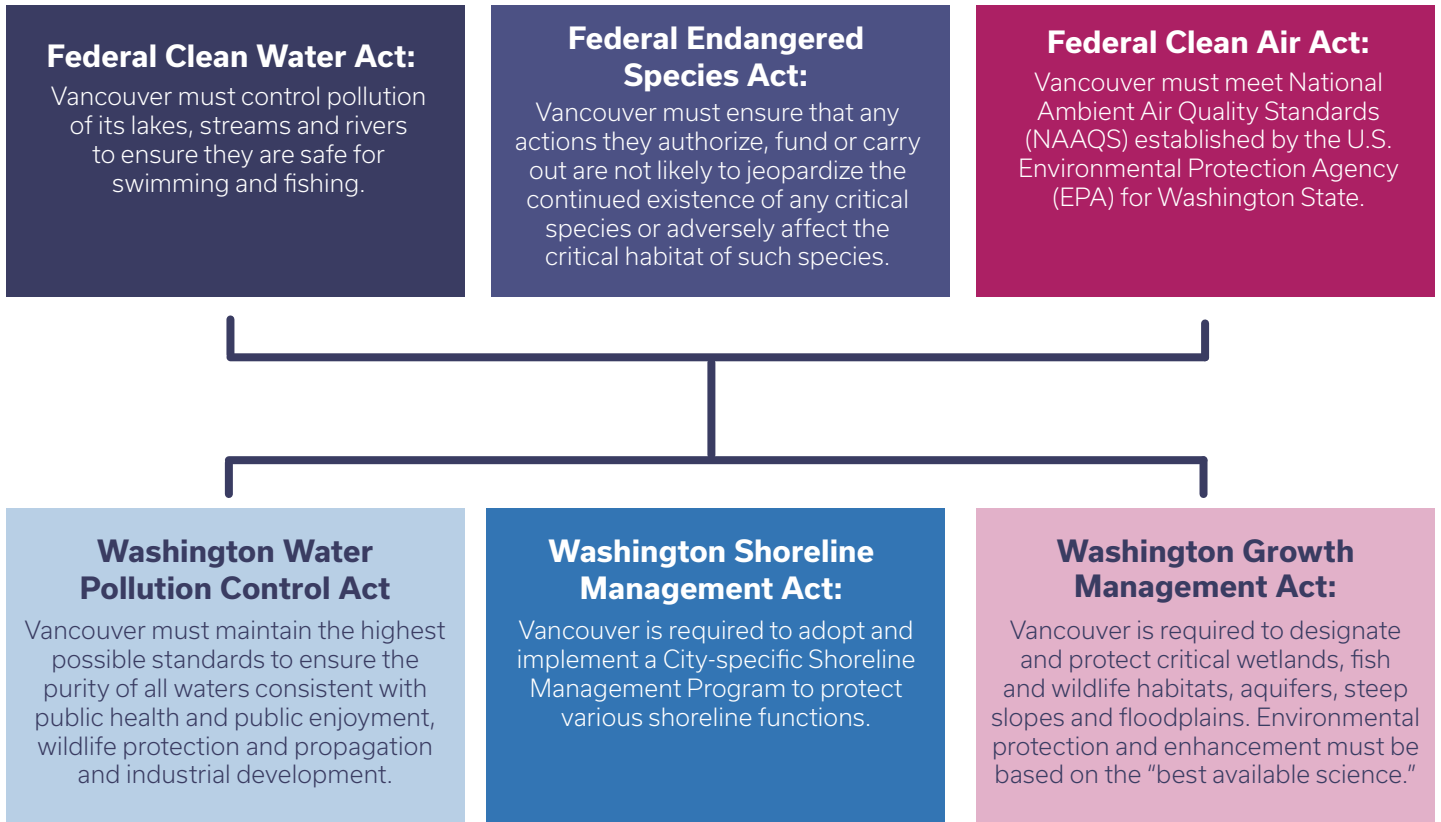 Federal Clean Water Act:
Vancouver must control pollution
of its lakes, streams and rivers
to ensure they are safe for
swimming and fishing.
Federal Endangered
Species Act:
Vancouver must ensure that any
actions they authorize, fund or carry
out are not likely to jeopardize the
continued existence of any critical
species or adversely affect the
critical habitat of such species.
Federal Clean Air Act:
Vancouver must meet National
Ambient Air Quality Standards
(NAAQS) established by the U.S.
Environmental Protection Agency
(EPA) for Washington State.
Washington Water
Pollution Control Act
Vancouver must maintain the highest
possible standards to ensure the
purity of all waters consistent with
public health and public enjoyment,
wildlife protection and propagation
and industrial development.
Washington Shoreline
Management Act:
Vancouver is required to adopt and
implement a City-specific Shoreline
Management Program to protect
various shoreline functions.
Washington Growth
Management Act:
Vancouver is required to designate
and protect critical wetlands, fish
and wildlife habitats, aquifers, steep
slopes and floodplains. Environmental
protection and enhancement must be
based on the “best available science.”